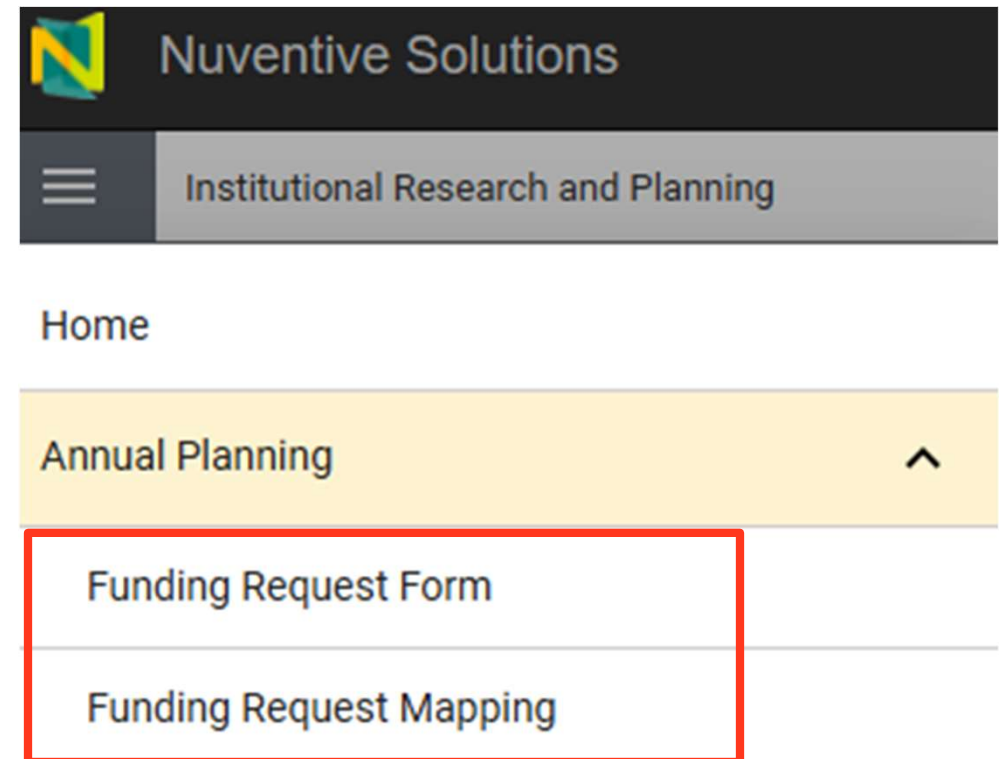 Nuventive Solutions
Institutional Research and Planning
Home
Annual Planning
Funding Request Form
Funding Request Mapping